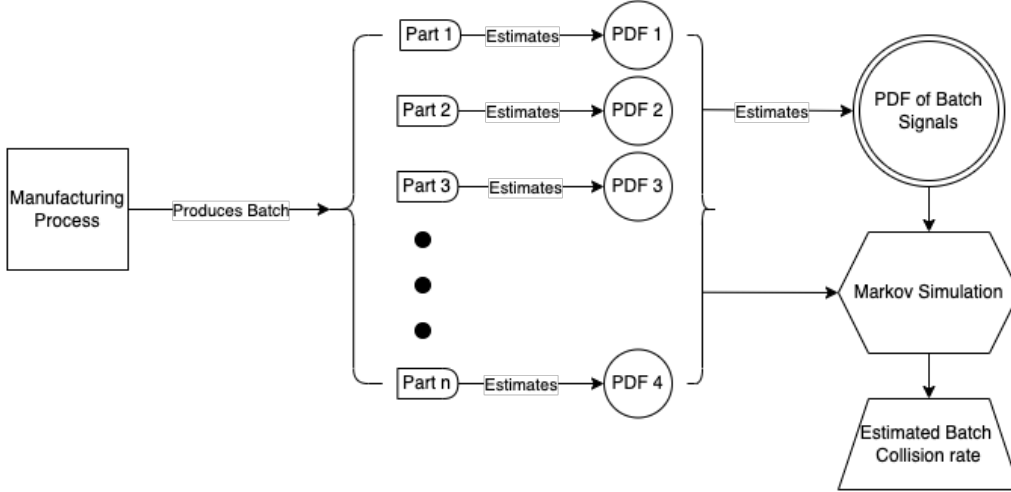 Part 1
Estimates
PDF 1
Part 2
Estimates
PDF 2
Estimates
PDF of Batch
Signals
Manufacturing
Process
Produces Batch
Part 3
Estimates
PDF 3
Markov Simulation
Part n
Estimates
PDF 4
Estimated Batch
Collision rate